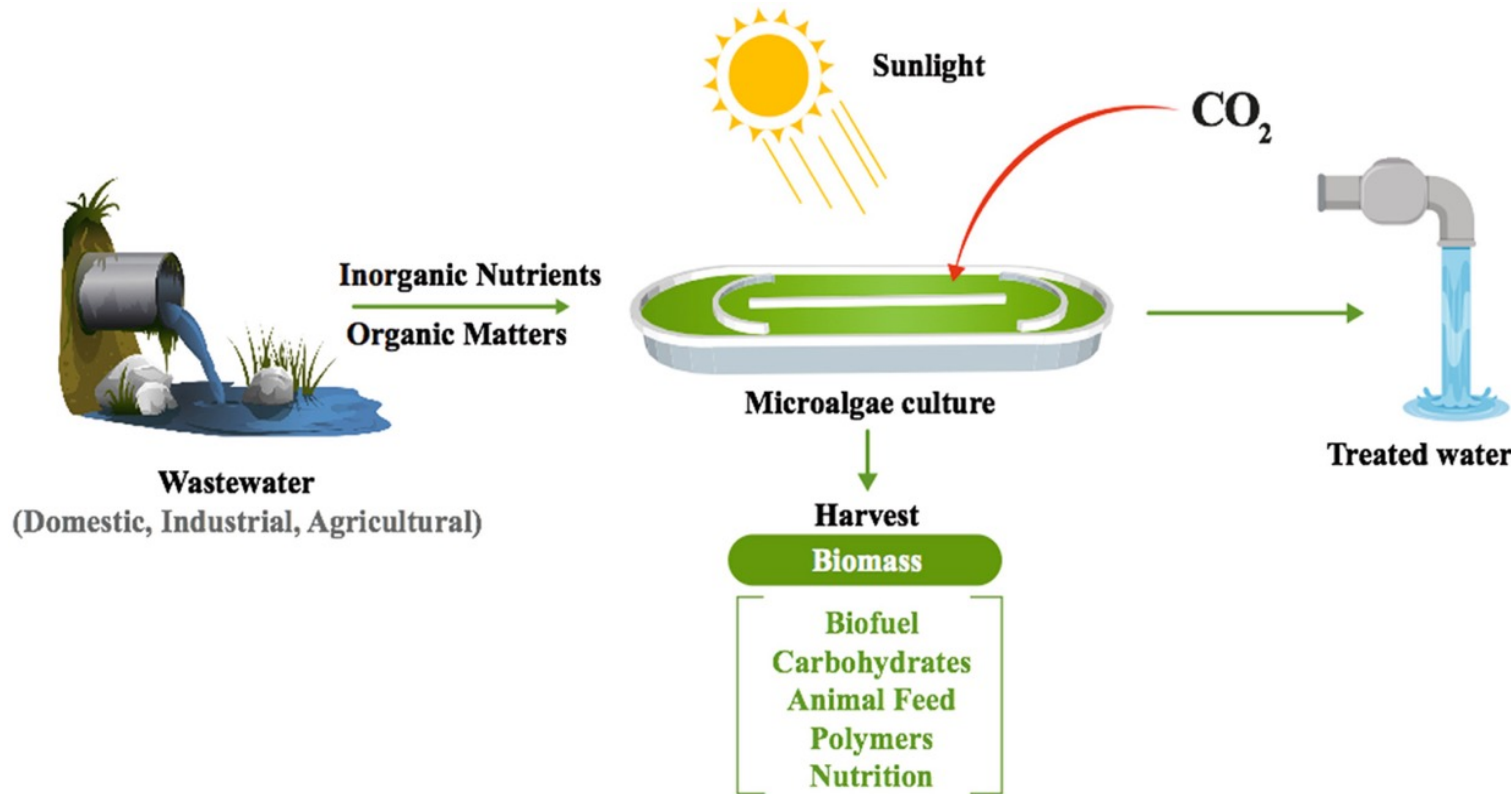 Sunlight
CO₂
Inorganic Nutrients
Organic Matters
Microalgae culture
Treated water
Wastewater
(Domestic, Industrial, Agricultural)
Harvest
Biomass
Biofuel
Carbohydrates
Animal Feed
Polymers
Nutrition